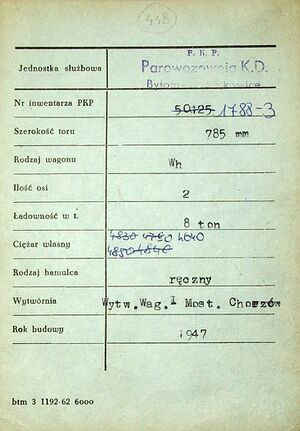 (338)
P. K. P.
Jednostka służbowa Parowozownia K.D.
Bytom
Nr inwentarza PKP 50125 1788-3
Szerokość toru 785 mm
Rodzaj wagonu Wh
Ilość osi 2
Ładowność w t. 8 ton
4640
Ciężar własny
Rodzaj hamulca ręczny
Wytwórnia Wytw.Wag.i Most. Chorzów
Rok budowy 1947
btm 3 1192-62 6000